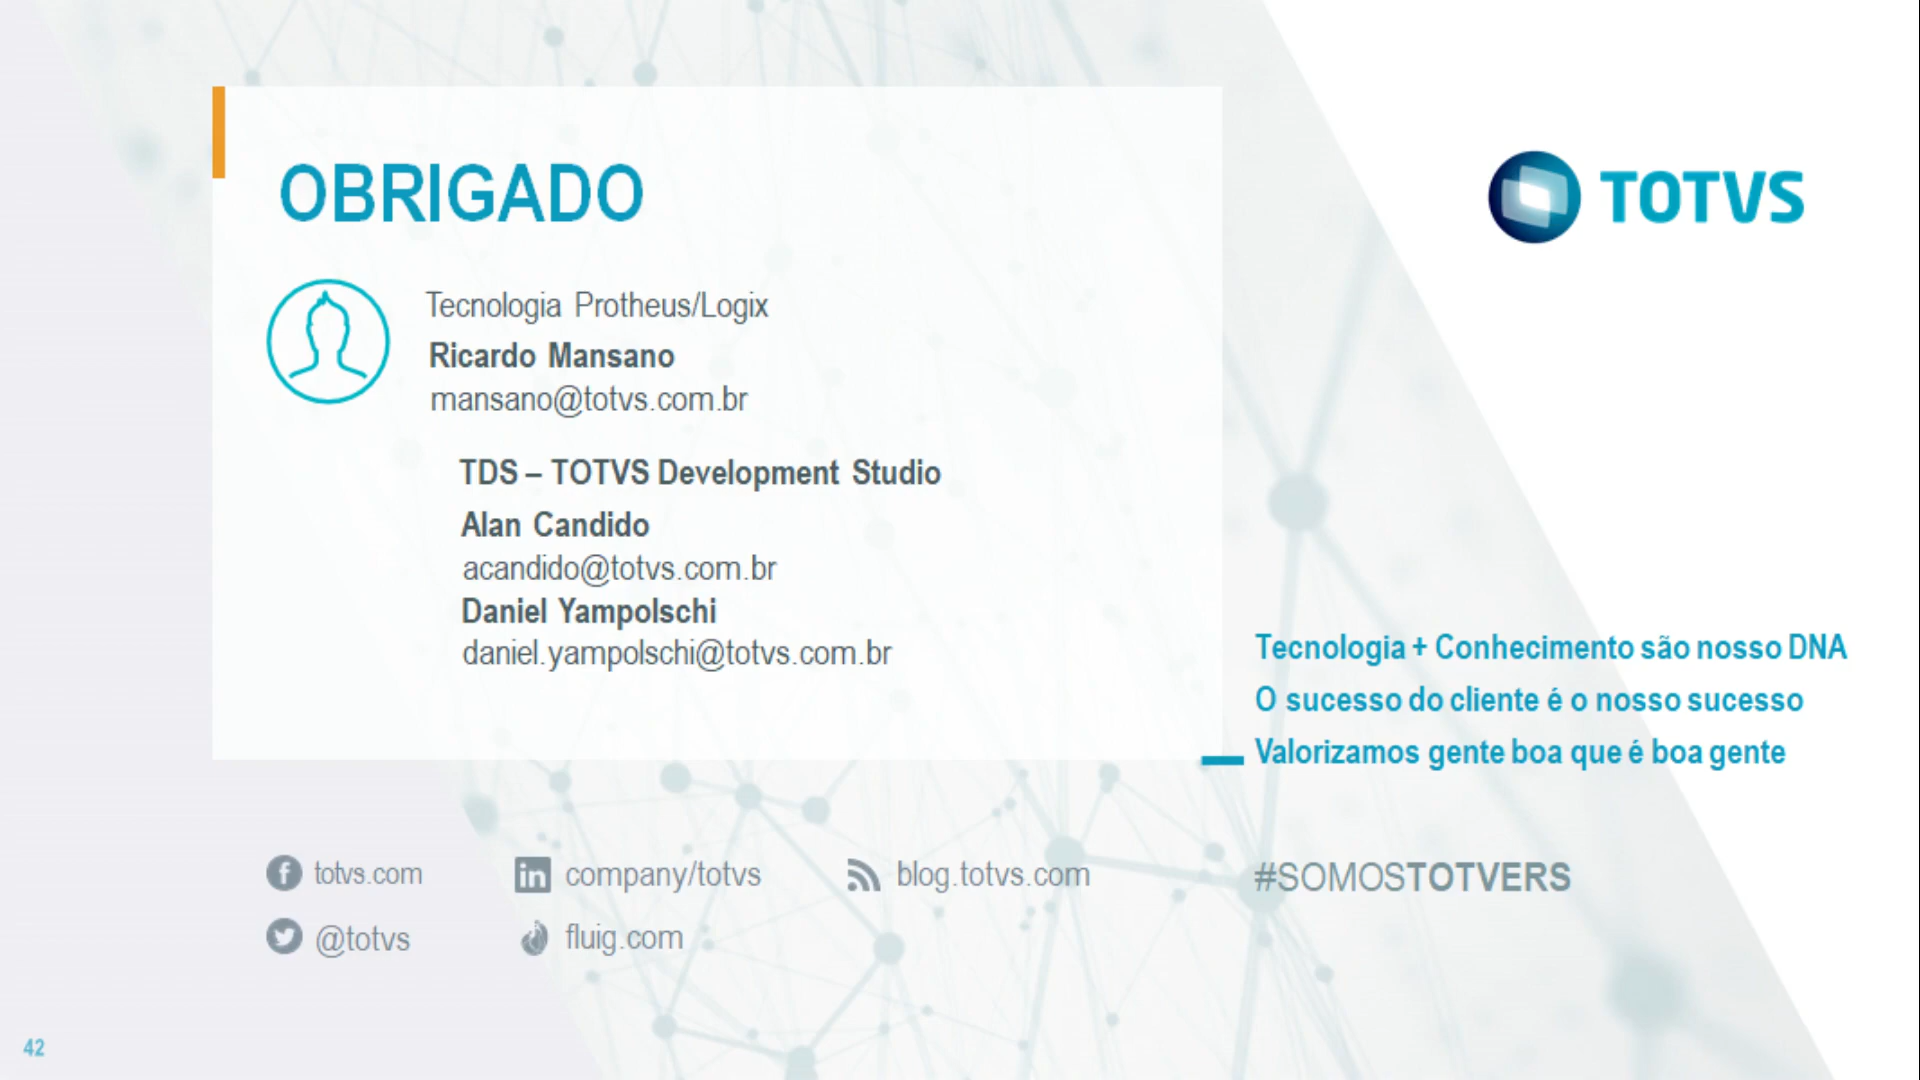 OBRIGADO
TOTVS
Tecnologia Protheus/Logix
Ricardo Mansano
mansano@totvs.com.br
TDS – TOTVS Development Studio
Alan Candido
acandido@totvs.com.br
Daniel Yampolschi
daniel.yampolschi@totvs.com.br
Tecnologia + Conhecimento são nosso DNA
O sucesso do cliente é o nosso sucesso
Valorizamos gente boa que é boa gente
totvs.com
company/totvs
blog.totvs.com
#SOMOSTOTVERS
@totvs
fluig.com
42